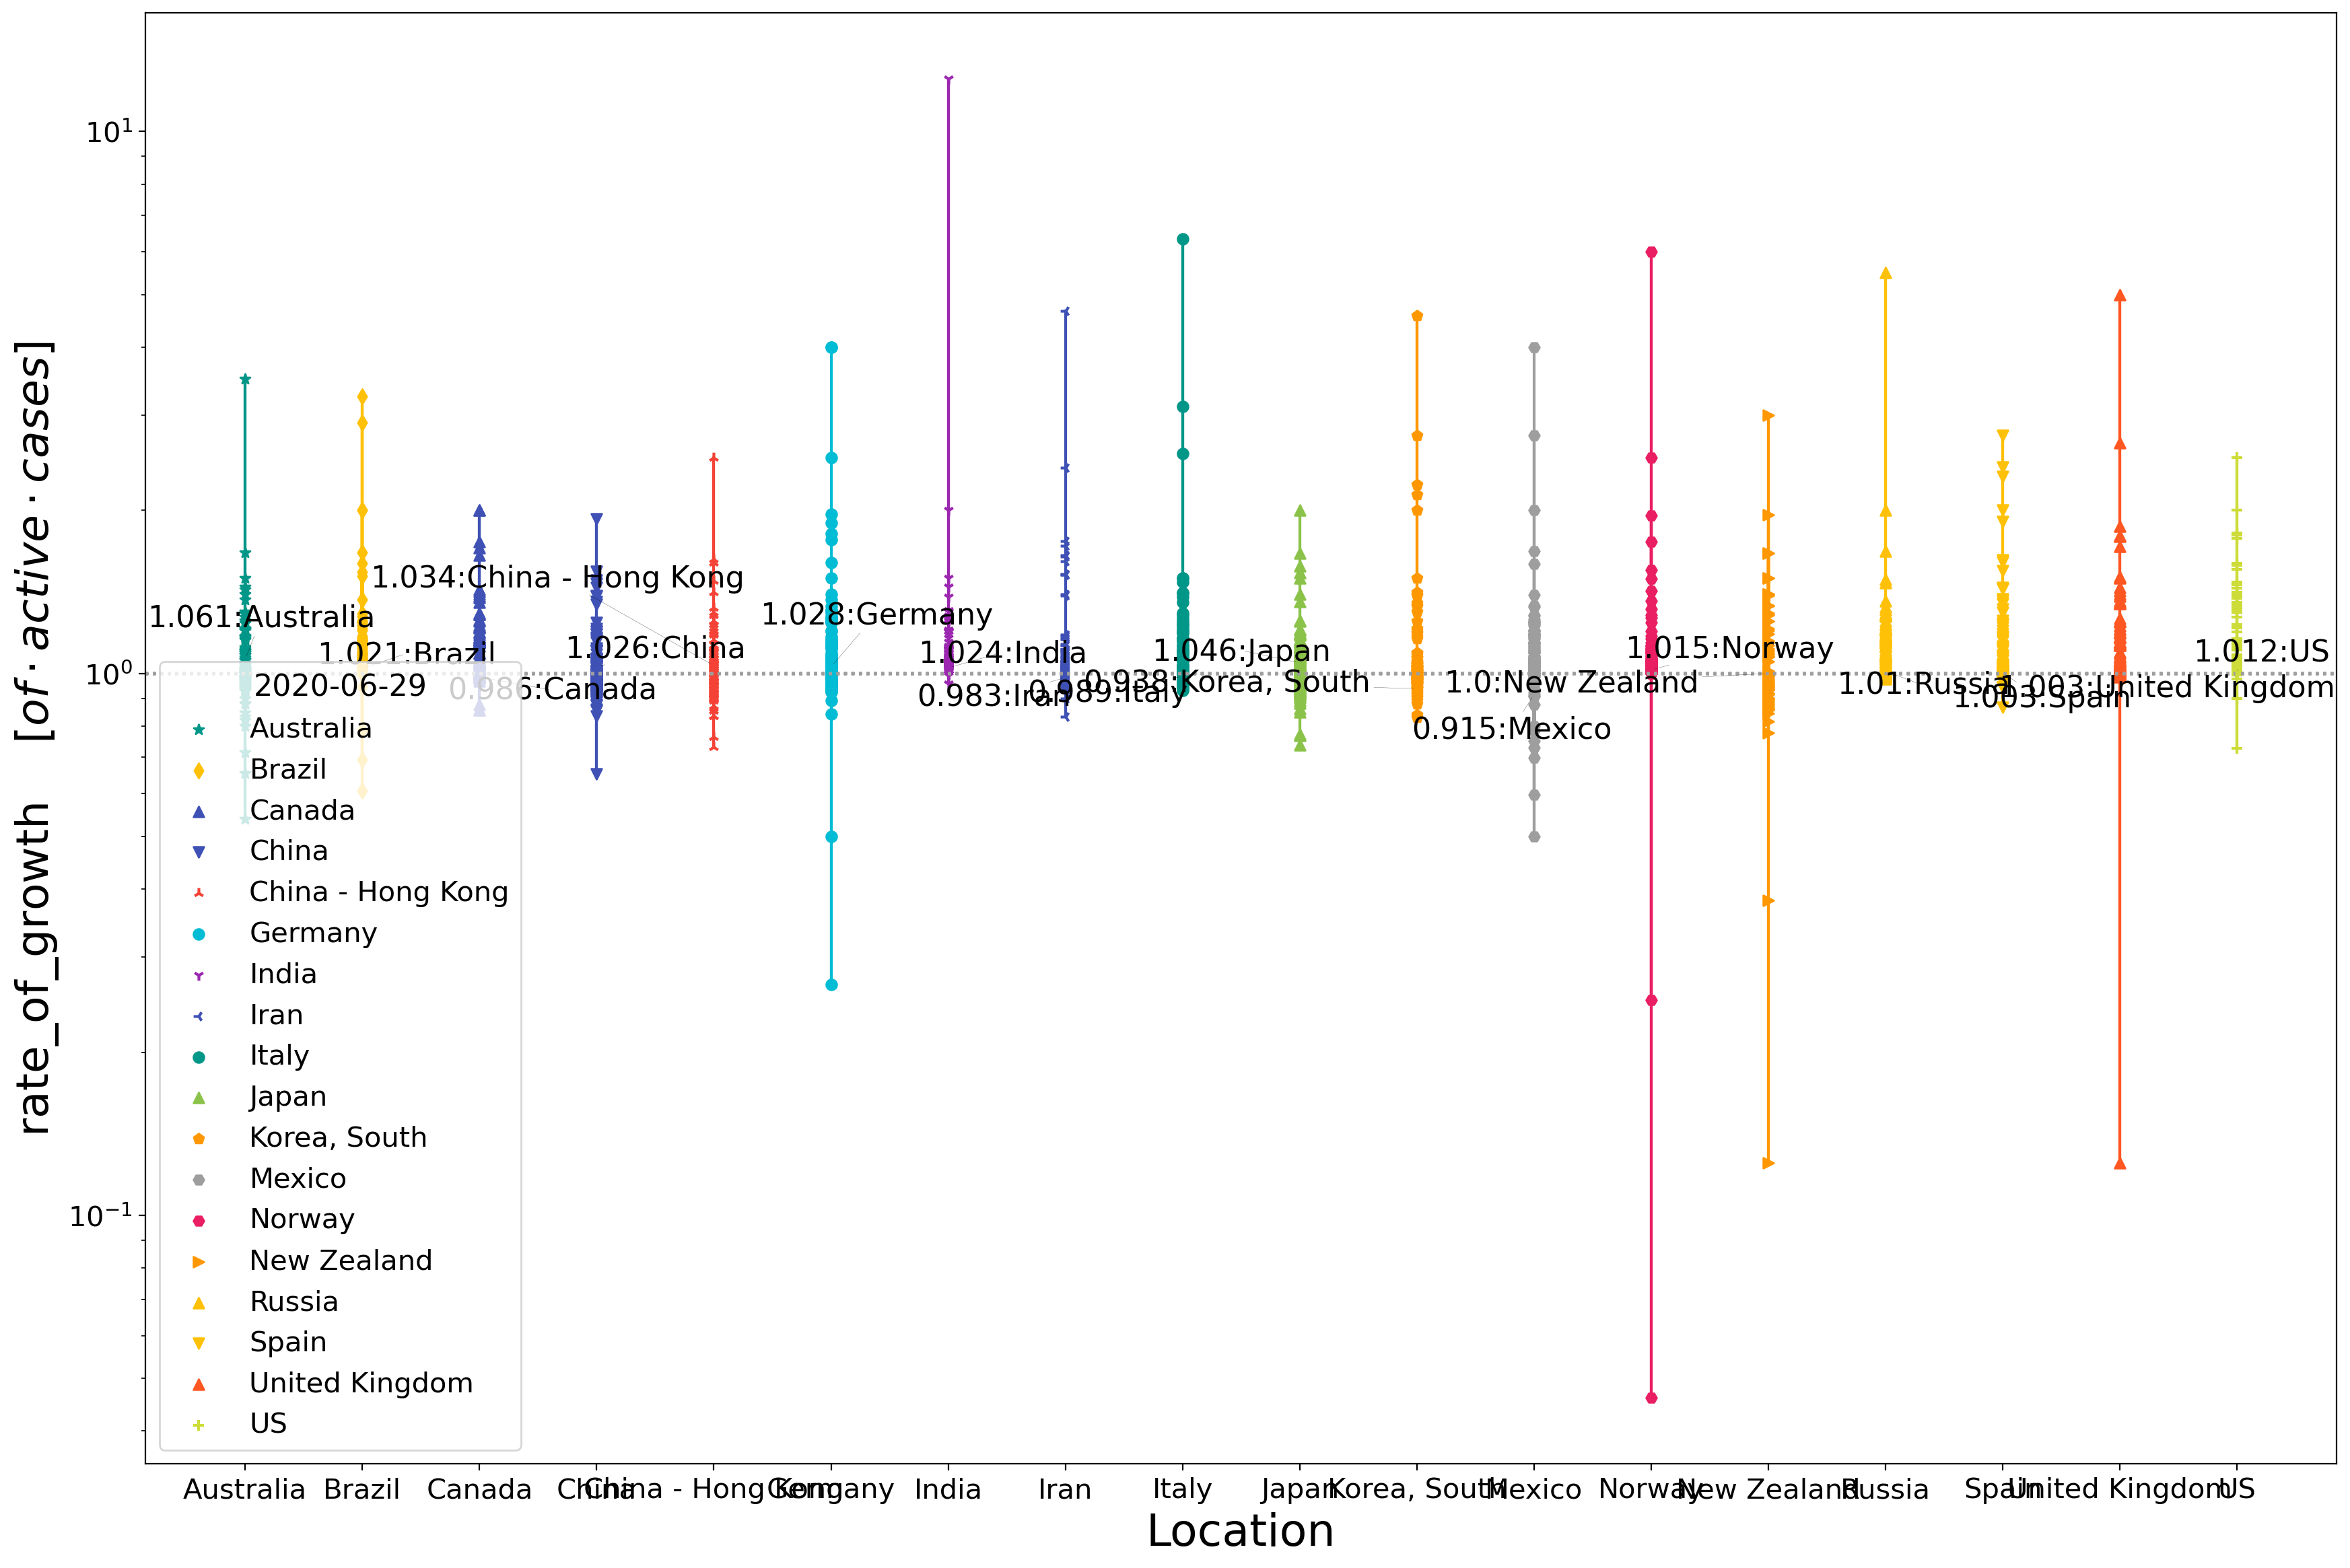 10¹
10⁰
10⁻¹
rate_of_growth [of · active · cases]
1.034:China - Hong Kong
1.061:Australia
1.028:Germany
1.021:Brazil
1.026:China
1.024:India
1.046:Japan
1.015:Norway
1.012:US
2020-06-29
0.986:Canada
0.983:Iran
0.989:Italy
0.938:Korea, South
1.0:New Zealand
1.01:Russia
1.003:Spain
1.003:United Kingdom
0.915:Mexico
Australia
Brazil
Canada
China
China - Hong Kong
Germany
India
Iran
Italy
Japan
Korea, South
Mexico
Norway
New Zealand
Russia
Spain
United Kingdom
US
Australia Brazil Canada China China - Hong Kong Germany India Iran Italy Japan Korea, South Mexico Norway New Zealand Russia Spain United Kingdom US
Location